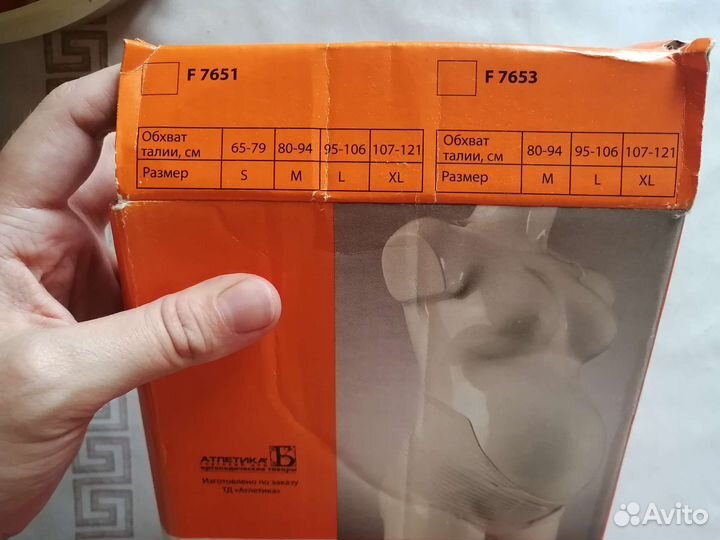 F 7651
Обхват талии, см 65-79 80-94 95-106 107-121
Размер S M L XL
F 7653
Обхват талии, см 80-94 95-106 107-121
Размер M L XL
АТЛЕТИКА
ортопедические товары
Изготовлено по заказу
ТД «Атлетика»
Avito